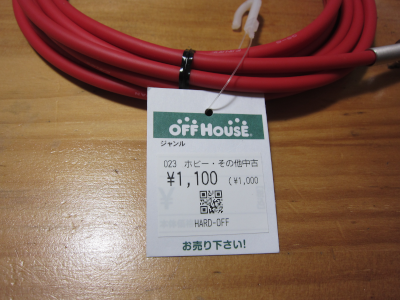 OFF HOUSE
ジャンル
023 ホビー・その他中古
¥1,100 (¥1,000
HARD-OFF
お売り下さい!